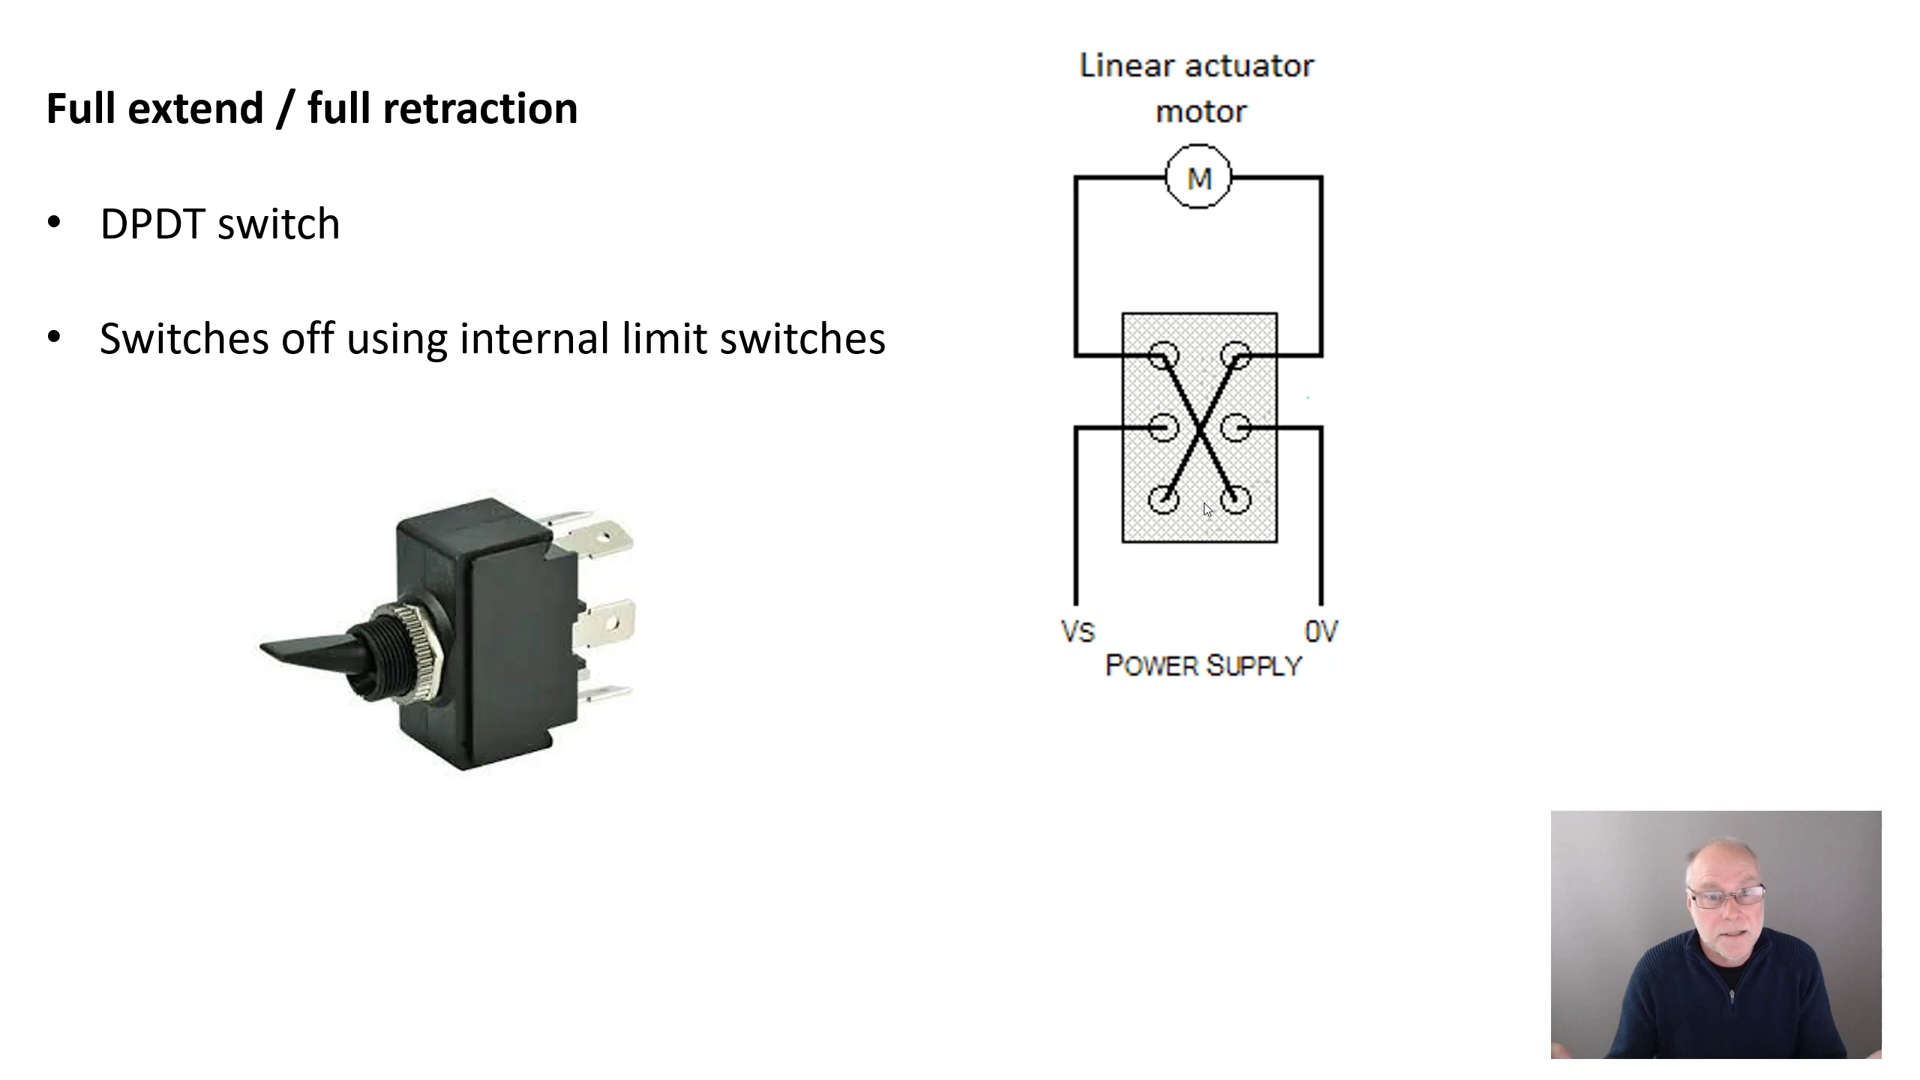 Full extend / full retraction
• DPDT switch
• Switches off using internal limit switches
Linear actuator
motor
M
VS
0V
POWER SUPPLY